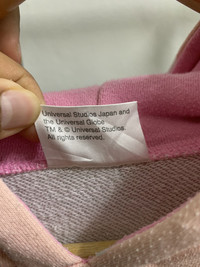 Universal Studios Japan and
the Universal Globe
TM & © Universal Studios.
All rights reserved.